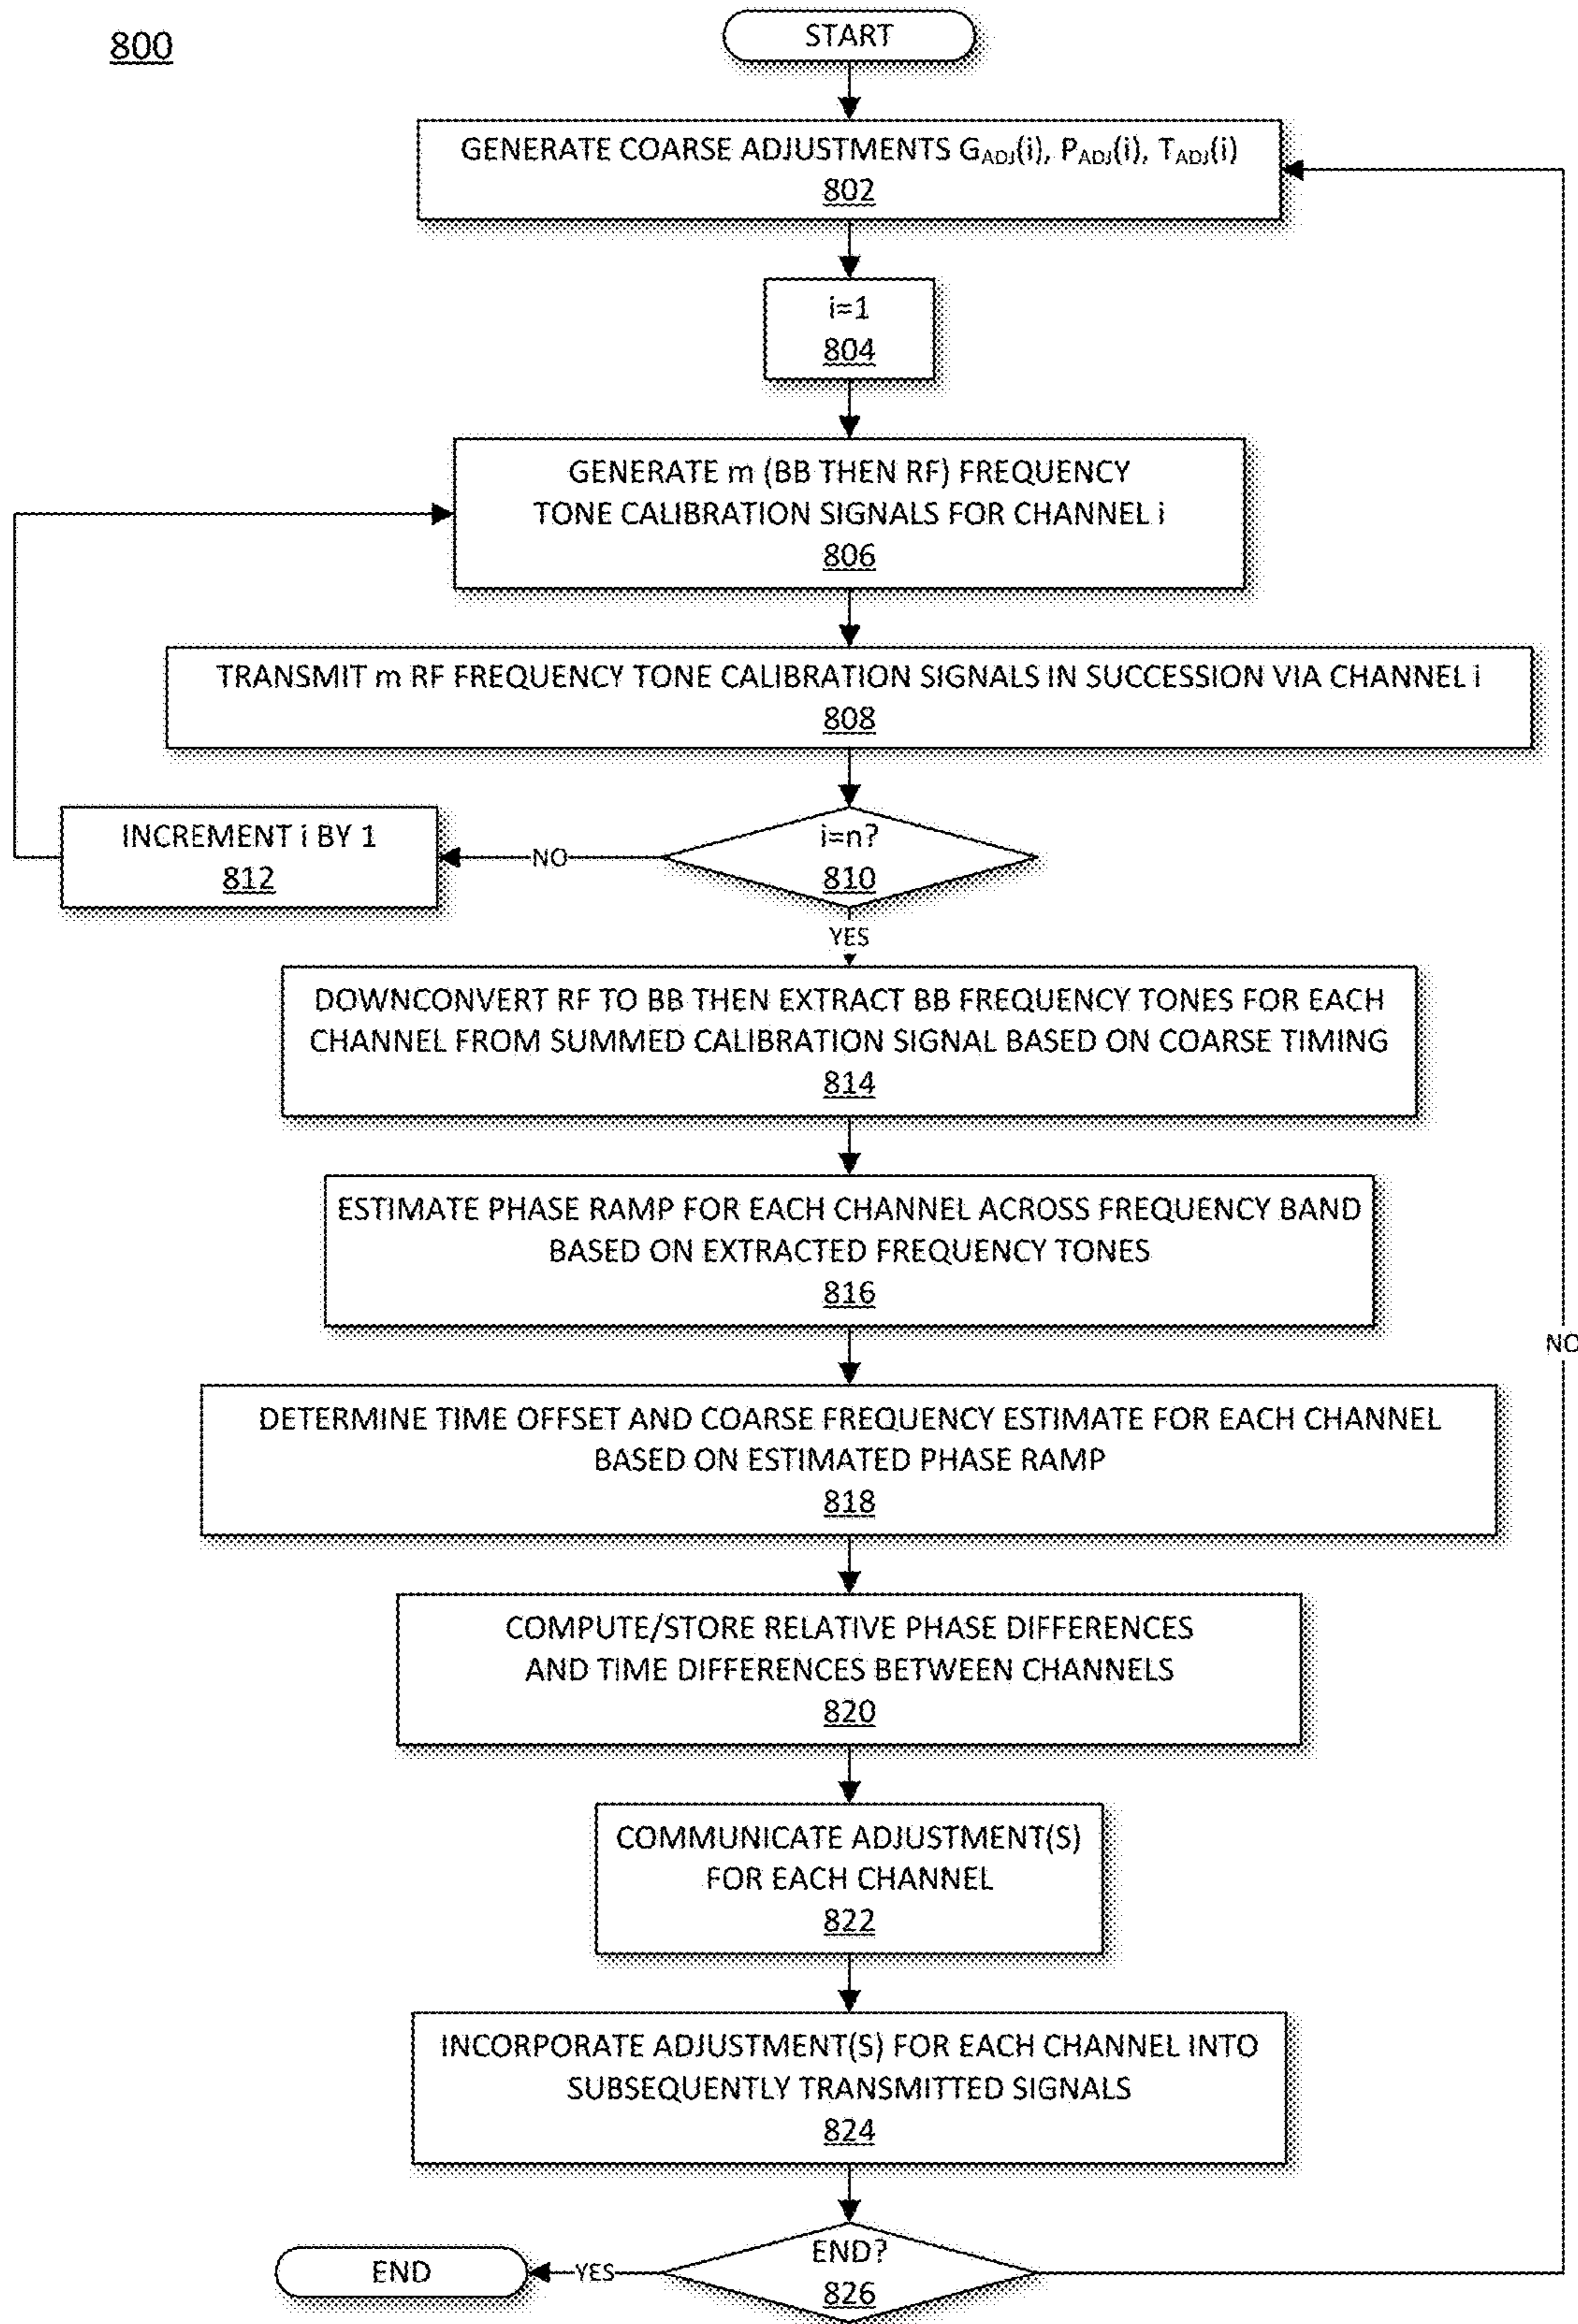 800
START
GENERATE COARSE ADJUSTMENTS G_ADJ(i), P_ADJ(i), T_ADJ(i)
802
i=1
804
GENERATE m (BB THEN RF) FREQUENCY
TONE CALIBRATION SIGNALS FOR CHANNEL i
806
TRANSMIT m RF FREQUENCY TONE CALIBRATION SIGNALS IN SUCCESSION VIA CHANNEL i
808
INCREMENT i BY 1
812
NO
i=n?
810
YES
DOWNCONVERT RF TO BB THEN EXTRACT BB FREQUENCY TONES FOR EACH
CHANNEL FROM SUMMED CALIBRATION SIGNAL BASED ON COARSE TIMING
814
ESTIMATE PHASE RAMP FOR EACH CHANNEL ACROSS FREQUENCY BAND
BASED ON EXTRACTED FREQUENCY TONES
816
NO
DETERMINE TIME OFFSET AND COARSE FREQUENCY ESTIMATE FOR EACH CHANNEL
BASED ON ESTIMATED PHASE RAMP
818
COMPUTE/STORE RELATIVE PHASE DIFFERENCES
AND TIME DIFFERENCES BETWEEN CHANNELS
820
COMMUNICATE ADJUSTMENT(S)
FOR EACH CHANNEL
822
INCORPORATE ADJUSTMENT(S) FOR EACH CHANNEL INTO
SUBSEQUENTLY TRANSMITTED SIGNALS
824
END
YES
END?
826